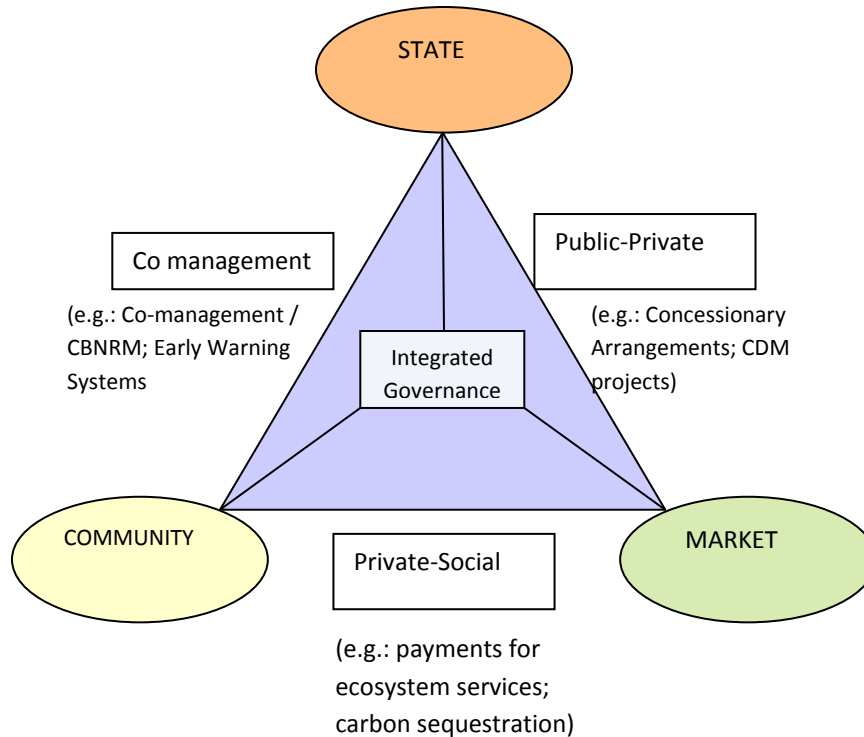 STATE
Co management
(e.g.: Co-management /
CBNRM; Early Warning
Systems
Public-Private
(e.g.: Concessionary
Arrangements; CDM
projects)
Integrated
Governance
COMMUNITY
MARKET
Private-Social
(e.g.: payments for
ecosystem services;
carbon sequestration)